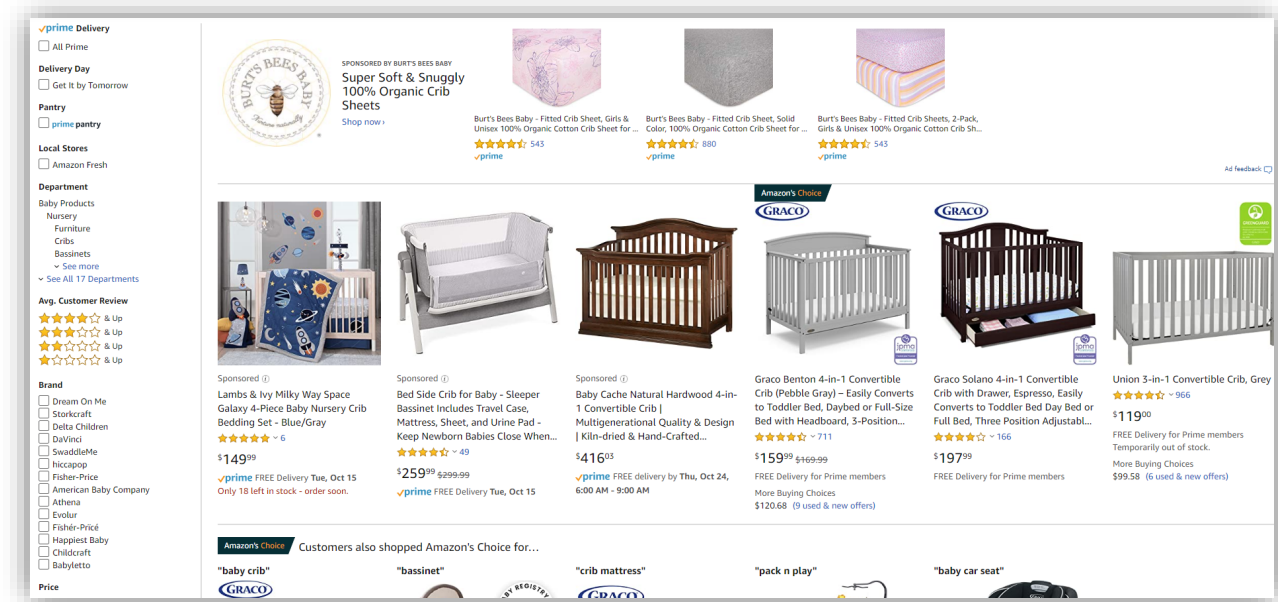 prime Delivery
All Prime
Delivery Day
Get It by Tomorrow
Pantry
prime pantry
Local Stores
Amazon Fresh
Department
Baby Products
Nursery
Furniture
Cribs
Bassinets
See more
See All 17 Departments
Avg. Customer Review
& Up
& Up
& Up
& Up
Brand
Dream On Me
Storkcraft
Delta Children
DaVinci
SwaddleMe
hiccapop
Fisher-Price
American Baby Company
Athena
Evolur
Físhér-Pricé
Happiest Baby
Childcraft
Babyletto
Price
BURT'S BEES BABY
SPONSORED BY BURT'S BEES BABY
Super Soft & Snuggly
100% Organic Crib
Sheets
Shop now ›
Burt's Bees Baby - Fitted Crib Sheet, Girls &
Unisex 100% Organic Cotton Crib Sheet for ...
543
prime
Burt's Bees Baby - Fitted Crib Sheet, Solid
Color, 100% Organic Cotton Crib Sheet for ...
880
prime
Burt's Bees Baby - Fitted Crib Sheets, 2-Pack,
Girls & Unisex 100% Organic Cotton Crib Sh...
543
prime
Ad feedback
Sponsored
Lambs & Ivy Milky Way Space
Galaxy 4-Piece Baby Nursery Crib
Bedding Set - Blue/Gray
6
$149⁹⁹
prime FREE Delivery Tue, Oct 15
Only 18 left in stock - order soon.
Sponsored
Bed Side Crib for Baby - Sleeper
Bassinet Includes Travel Case,
Mattress, Sheet, and Urine Pad -
Keep Newborn Babies Close When...
49
$259⁹⁹ $299.99
prime FREE Delivery Tue, Oct 15
Sponsored
Baby Cache Natural Hardwood 4-in-
1 Convertible Crib |
Multigenerational Quality & Design
| Kiln-dried & Hand-Crafted...
$416⁰³
prime FREE delivery by Thu, Oct 24,
6:00 AM - 9:00 AM
Amazon's Choice
GRACO
jpma
Graco Benton 4-in-1 Convertible
Crib (Pebble Gray) – Easily Converts
to Toddler Bed, Daybed or Full-Size
Bed with Headboard, 3-Position...
711
$159⁹⁹ $169.99
FREE Delivery for Prime members
More Buying Choices
$120.68 (9 used & new offers)
GRACO
jpma
Graco Solano 4-in-1 Convertible
Crib with Drawer, Espresso, Easily
Converts to Toddler Bed Day Bed or
Full Bed, Three Position Adjustabl...
166
$197⁹⁹
FREE Delivery for Prime members
Union 3-in-1 Convertible Crib, Grey
966
$119⁰⁰
FREE Delivery for Prime members
Temporarily out of stock.
More Buying Choices
$99.58 (6 used & new offers)
Amazon's Choice Customers also shopped Amazon's Choice for...
"baby crib"
GRACO
"bassinet"
BY REGISTRY
"crib mattress"
GRACO
"pack n play"
"baby car seat"